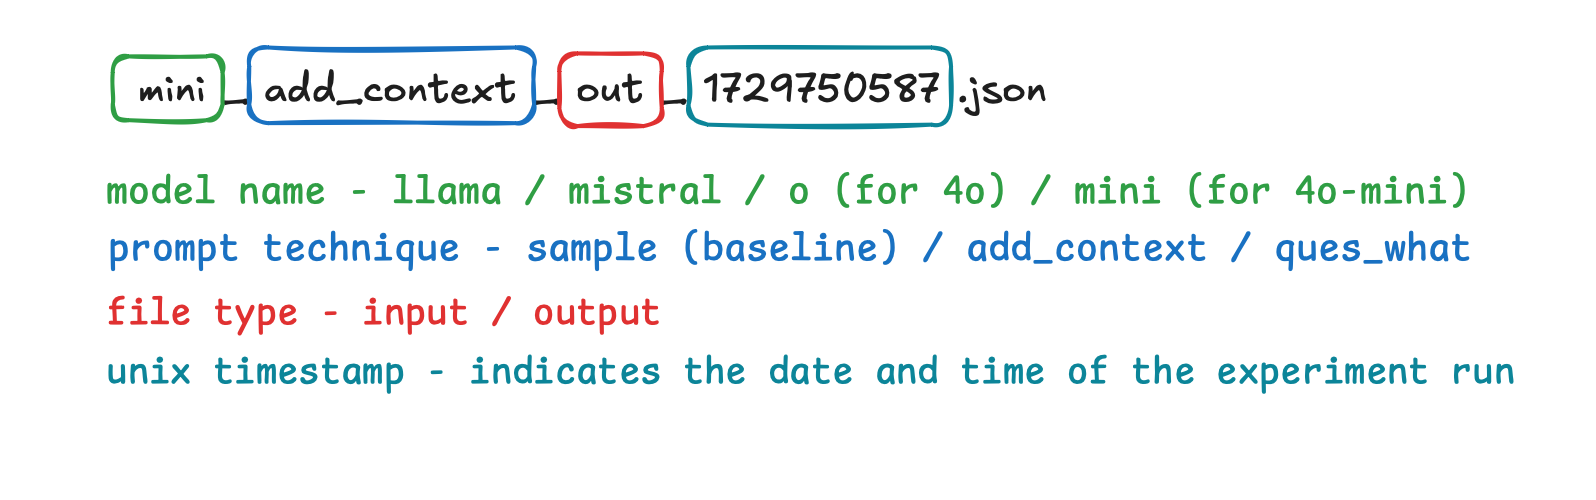 mini_add_context_out_1729750587.json
model name - llama / mistral / o (for 4o) / mini (for 4o-mini)
prompt technique - sample (baseline) / add_context / ques_what
file type - input / output
unix timestamp - indicates the date and time of the experiment run